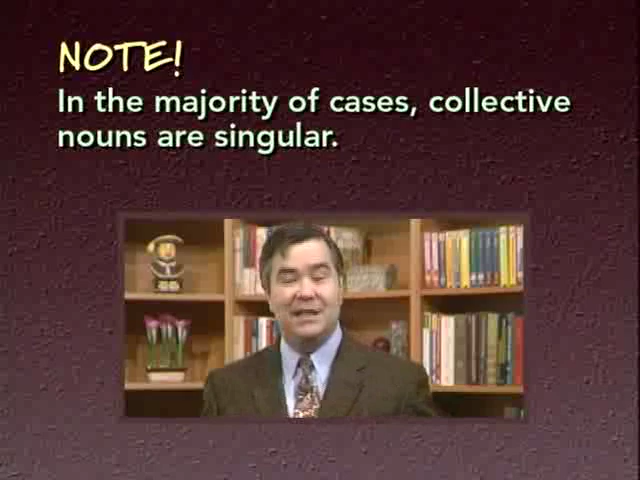 NOTE!
In the majority of cases, collective
nouns are singular.